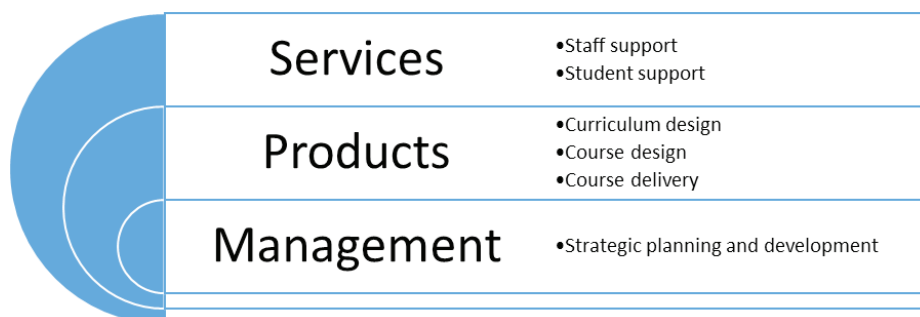 Services
•Staff support
•Student support
Products
•Curriculum design
•Course design
•Course delivery
Management
•Strategic planning and development